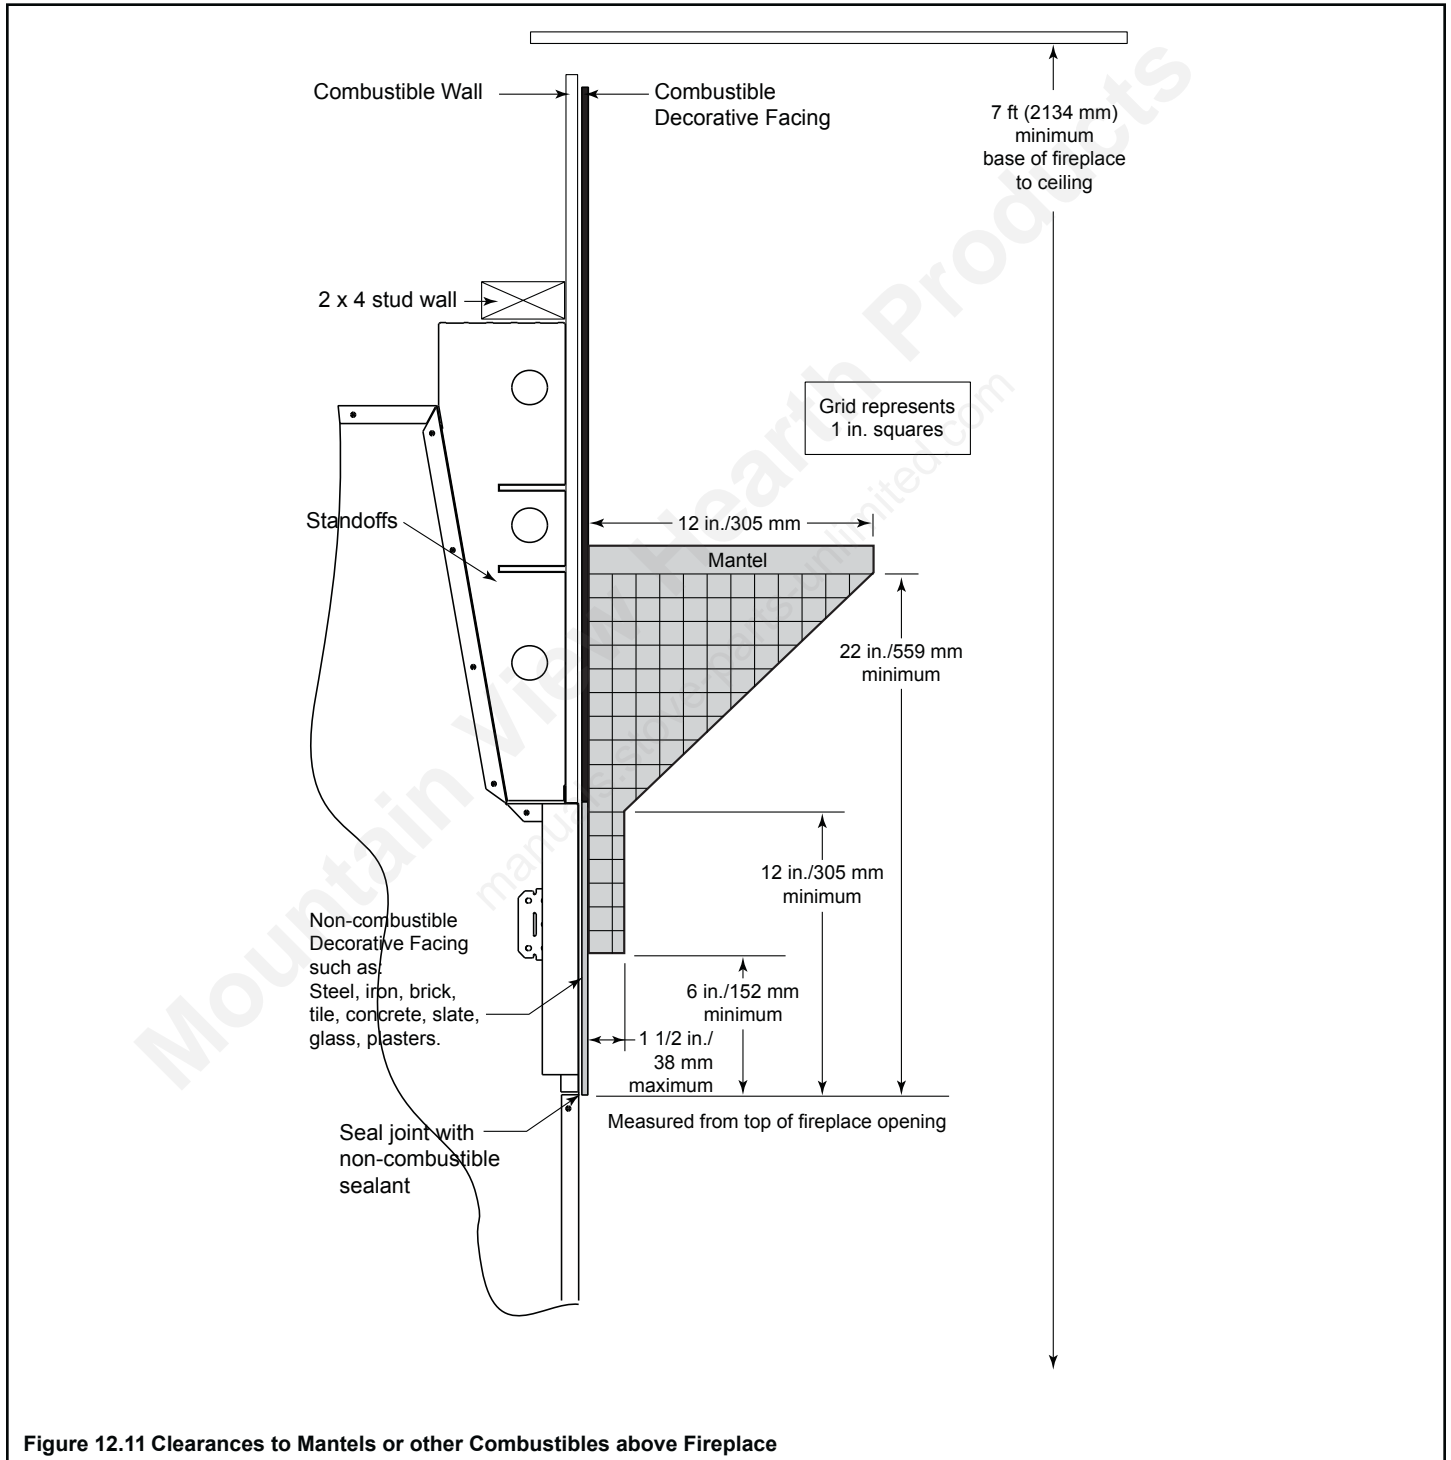 Combustible Wall
Combustible
Decorative Facing
7 ft (2134 mm)
minimum
base of fireplace
to ceiling
2 x 4 stud wall
Grid represents
1 in. squares
Standoffs
12 in./305 mm
Mantel
22 in./559 mm
minimum
12 in./305 mm
minimum
Non-combustible
Decorative Facing
such as:
Steel, iron, brick,
tile, concrete, slate,
glass, plasters.
6 in./152 mm
minimum
1 1/2 in./
38 mm
maximum
Measured from top of fireplace opening
Seal joint with
non-combustible
sealant
Mountain View Hearth Products
manuals.stove-parts-unlimited.com
Figure 12.11 Clearances to Mantels or other Combustibles above Fireplace